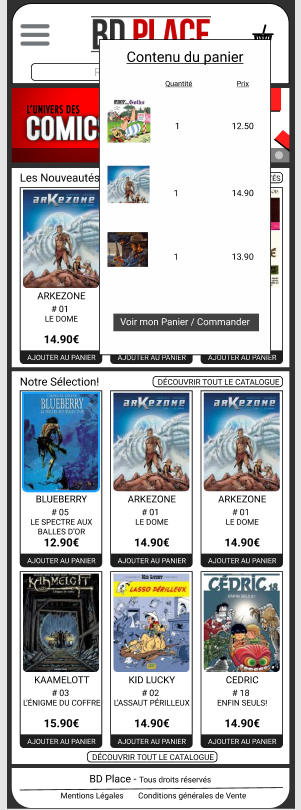 BD PLACE
Contenu du panier
Quantité Prix
1 12.50
1 14.90
1 13.90
Voir mon Panier / Commander
L'UNIVERS DES
COMICS
Les Nouveautés
ARKEZONE
ARKEZONE
# 01
LE DOME
14.90€
AJOUTER AU PANIER
AJOUTER AU PANIER
AJOUTER AU PANIER
Notre Sélection!
DÉCOUVRIR TOUT LE CATALOGUE
BLUEBERRY
ARKEZONE
ARKEZONE
BLUEBERRY
# 05
LE SPECTRE AUX
BALLES D'OR
12.90€
AJOUTER AU PANIER
ARKEZONE
# 01
LE DOME
14.90€
AJOUTER AU PANIER
ARKEZONE
# 01
LE DOME
14.90€
AJOUTER AU PANIER
KAAMELOTT
KID LUCKY
LASSO PÉRILLEUX
CÉDRIC 18
ENFIN SEULS!
KAAMELOTT
# 03
L'ÉNIGME DU COFFRE
15.90€
AJOUTER AU PANIER
KID LUCKY
# 02
L'ASSAUT PÉRILLEUX
14.90€
AJOUTER AU PANIER
CEDRIC
# 18
ENFIN SEULS!
14.90€
AJOUTER AU PANIER
DÉCOUVRIR TOUT LE CATALOGUE
BD Place - Tous droits réservés
Mentions Légales Conditions générales de Vente